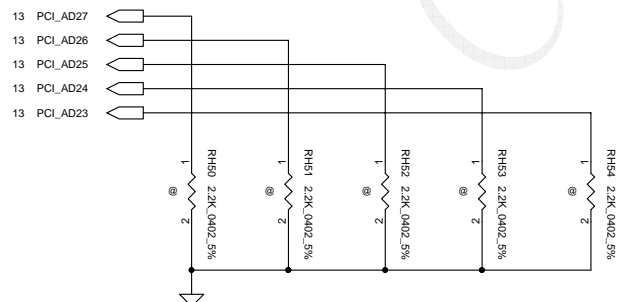 13 PCI_AD27
13 PCI_AD26
13 PCI_AD25
13 PCI_AD24
13 PCI_AD23
1
@
2
RH50 2.2K_0402_5%
1
@
2
RH51 2.2K_0402_5%
1
@
2
RH52 2.2K_0402_5%
1
@
2
RH53 2.2K_0402_5%
1
@
2
RH54 2.2K_0402_5%